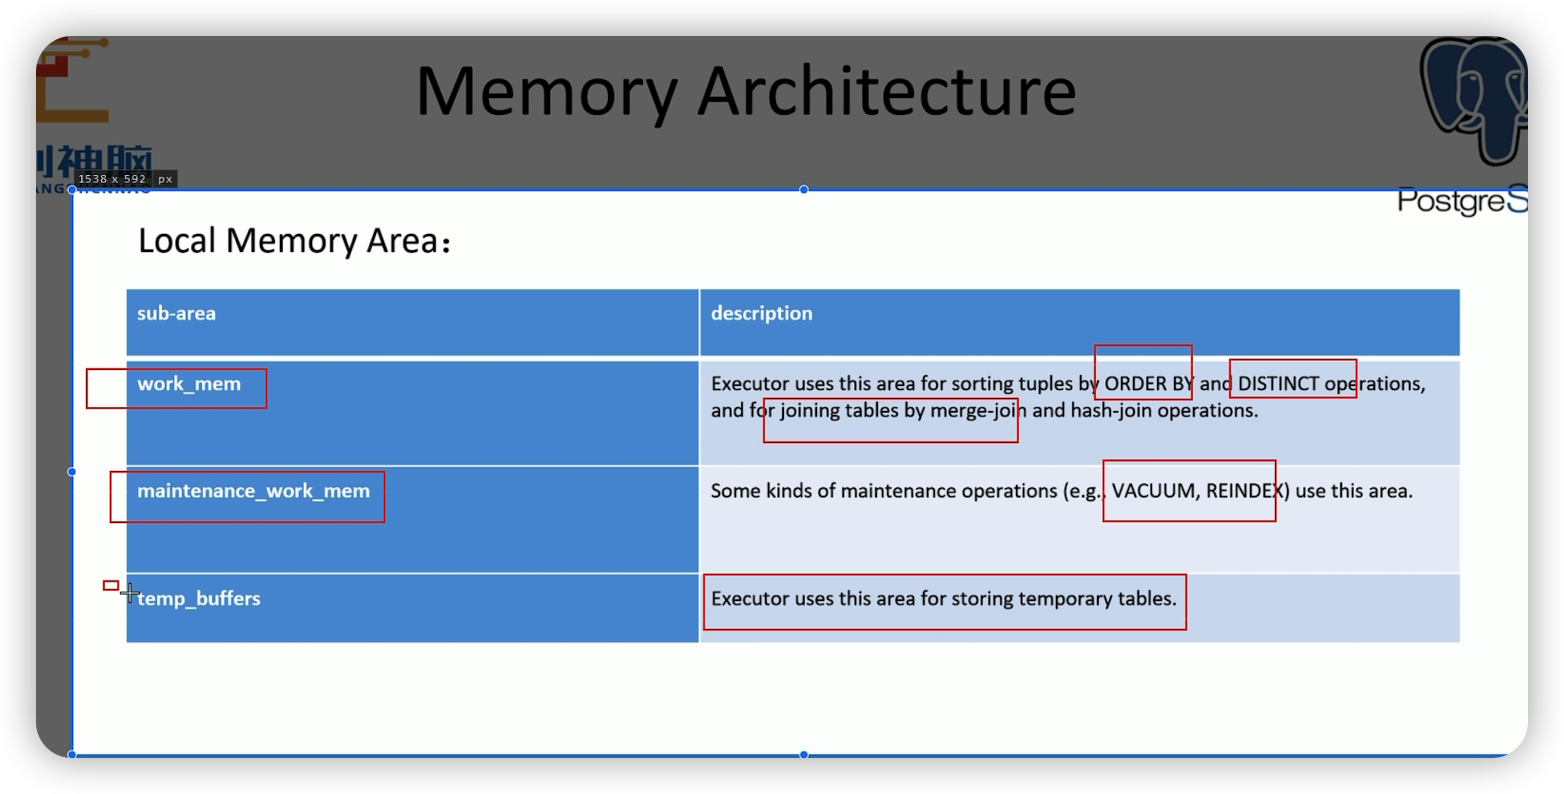 Memory Architecture
神脑
1538 x 592 px
PostgreS
Local Memory Area：
sub-area
description
work_mem
Executor uses this area for sorting tuples by ORDER BY and DISTINCT operations,
and for joining tables by merge-join and hash-join operations.
maintenance_work_mem
Some kinds of maintenance operations (e.g., VACUUM, REINDEX) use this area.
temp_buffers
Executor uses this area for storing temporary tables.